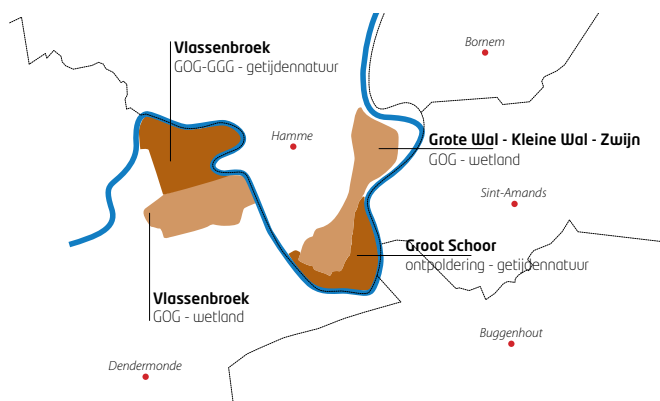 Vlassenbroek
GOG-GGG - getijdennatuur
Bornem
Hamme
Grote Wal - Kleine Wal - Zwijn
GOG - wetland
Sint-Amands
Groot Schoor
ontpoldering - getijdennatuur
Vlassenbroek
GOG - wetland
Buggenhout
Dendermonde